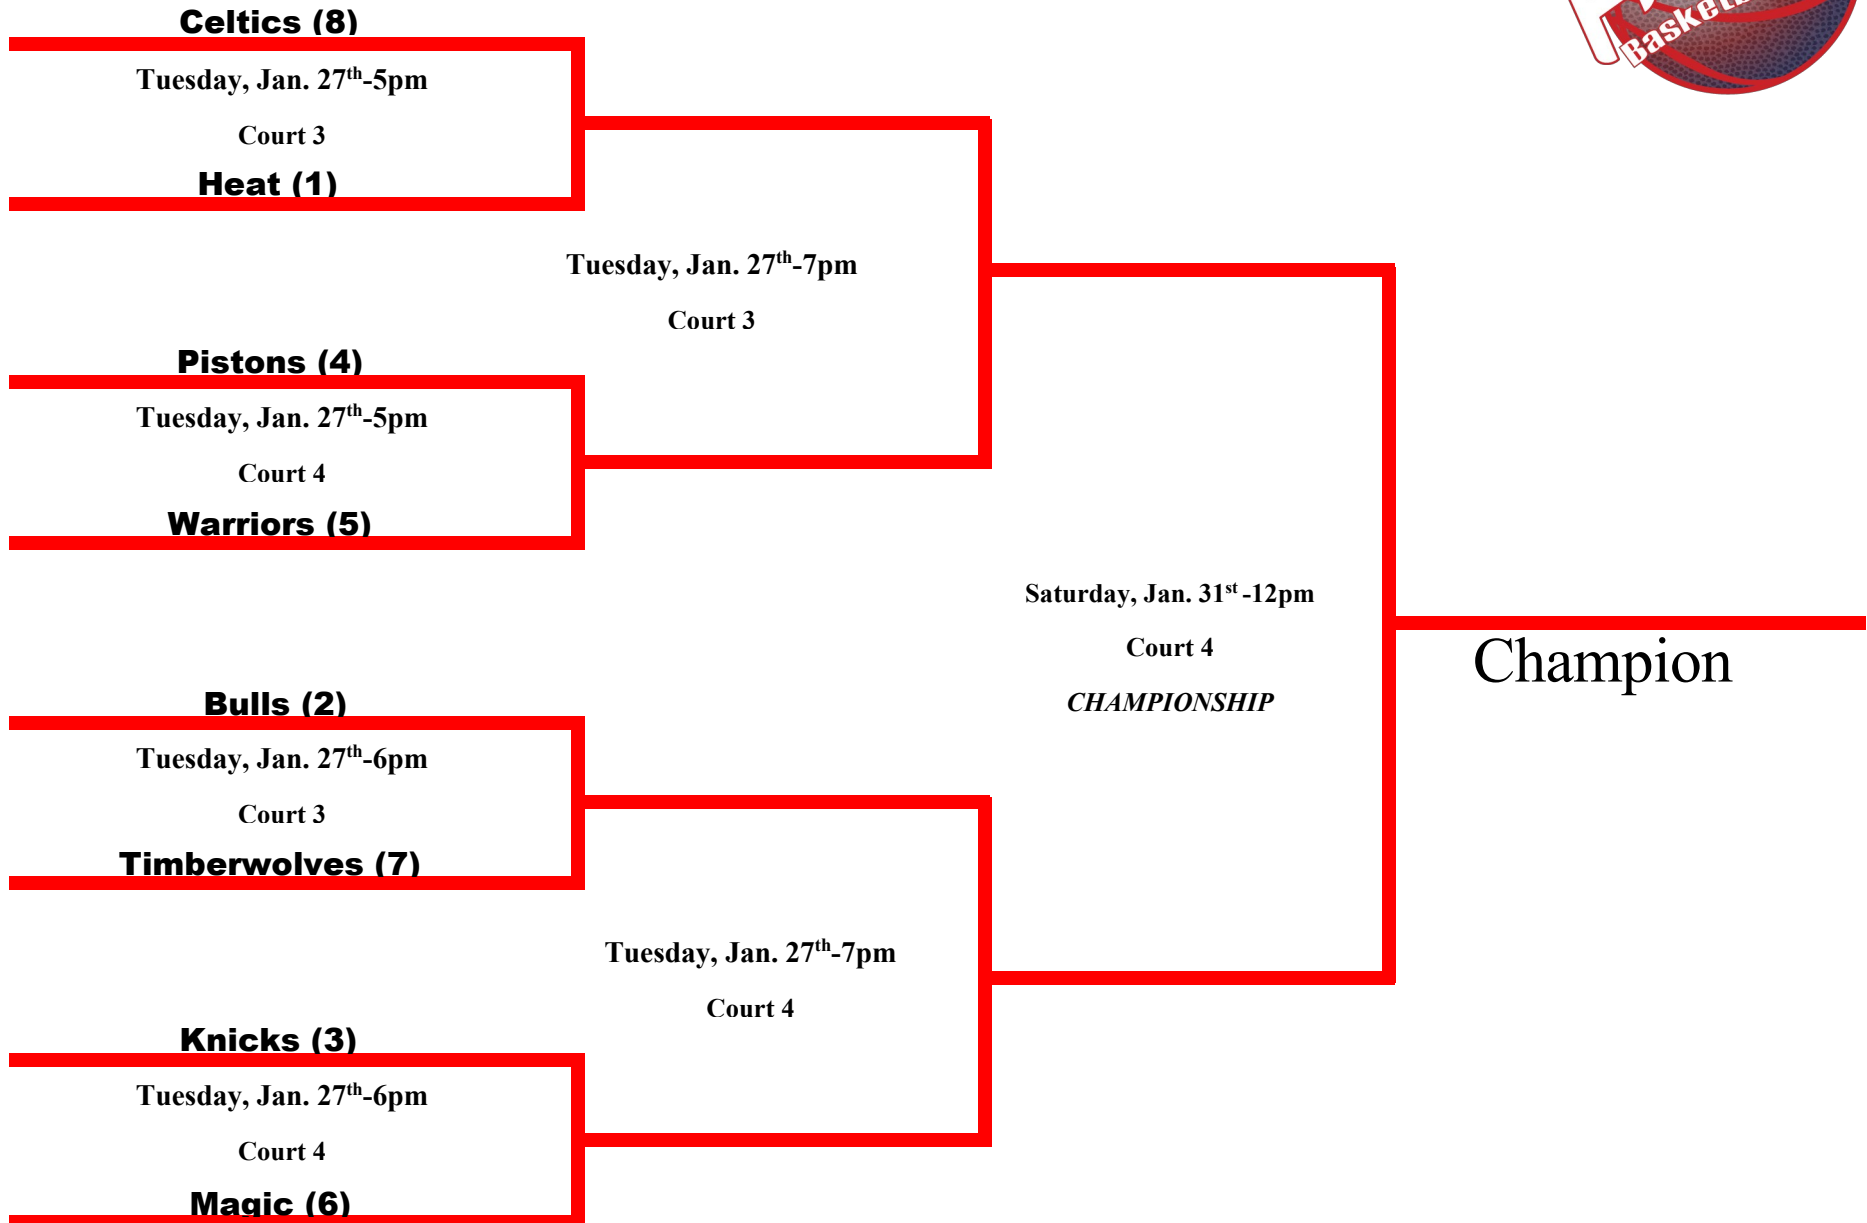 Celtics (8)
Tuesday, Jan. 27th-5pm
Court 3
Heat (1)
Tuesday, Jan. 27th-7pm
Court 3
Pistons (4)
Tuesday, Jan. 27th-5pm
Court 4
Warriors (5)
Saturday, Jan. 31st -12pm
Court 4
CHAMPIONSHIP
Champion
Bulls (2)
Tuesday, Jan. 27th-6pm
Court 3
Timberwolves (7)
Tuesday, Jan. 27th-7pm
Court 4
Knicks (3)
Tuesday, Jan. 27th-6pm
Court 4
Magic (6)